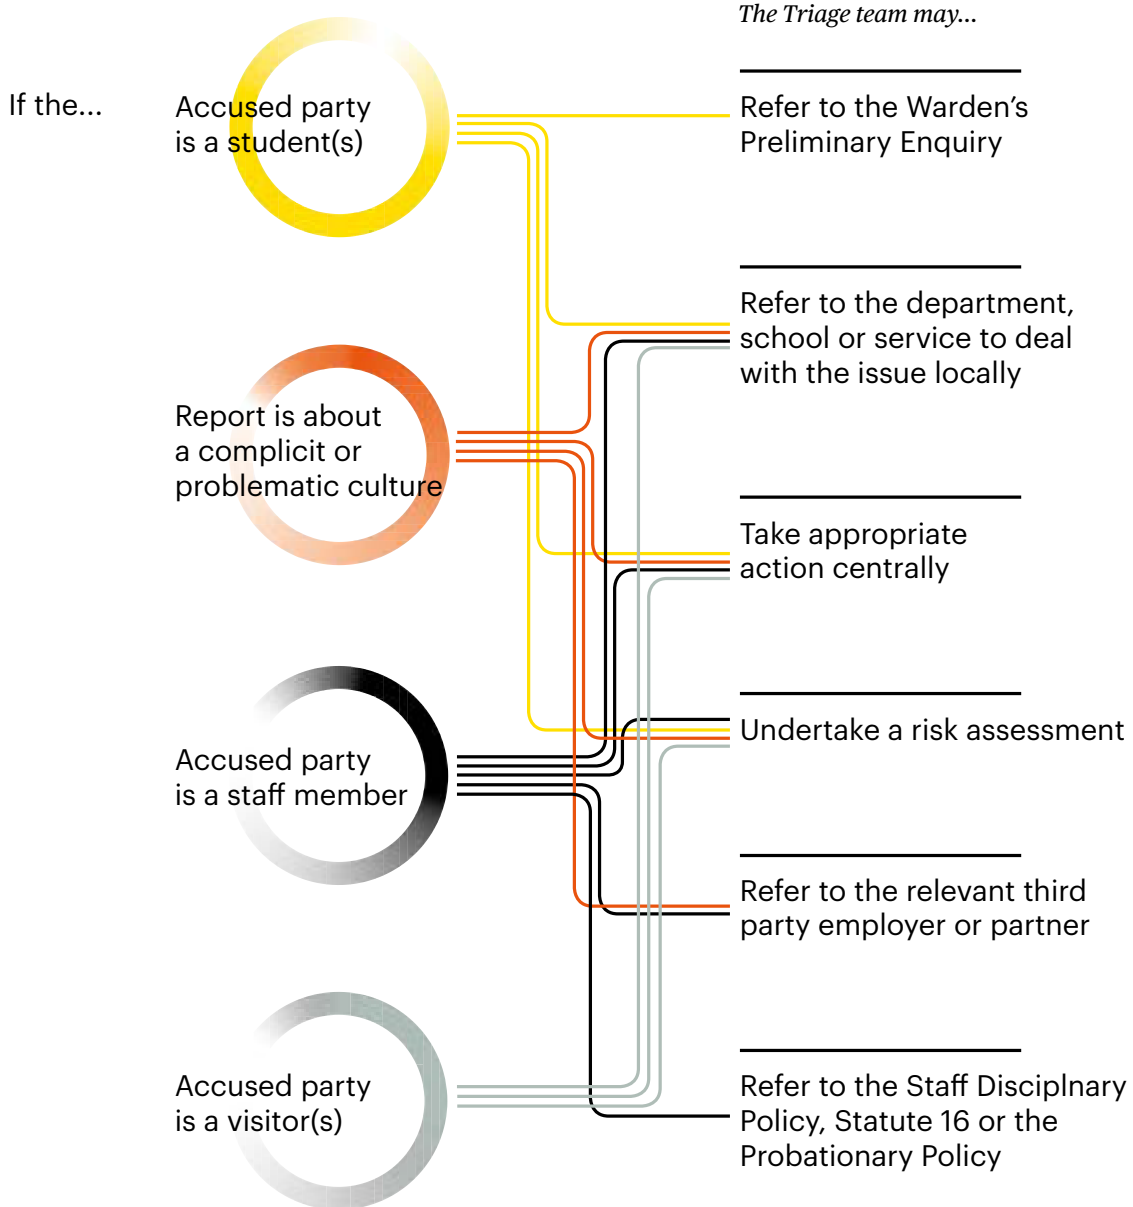 The Triage team may...
If the...
Accused party
is a student(s)
Refer to the Warden's
Preliminary Enquiry
Refer to the department,
school or service to deal
with the issue locally
Report is about
a complicit or
problematic culture
Take appropriate
action centrally
Undertake a risk assessment
Accused party
is a staff member
Refer to the relevant third
party employer or partner
Accused party
is a visitor(s)
Refer to the Staff Disciplnary
Policy, Statute 16 or the
Probationary Policy